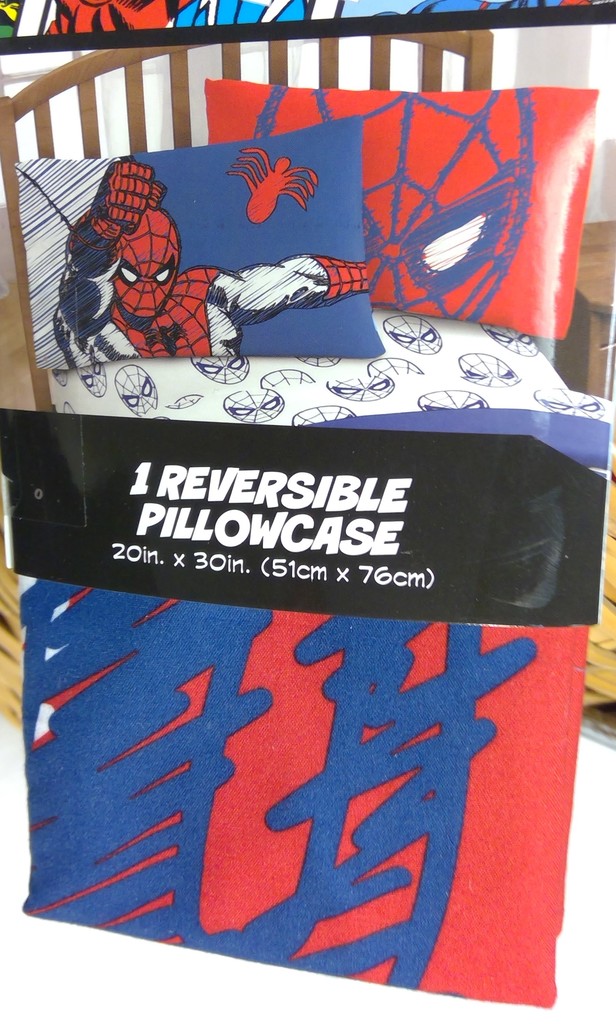 1 REVERSIBLE
PILLOWCASE
20in. x 30in. (51cm x 76cm)